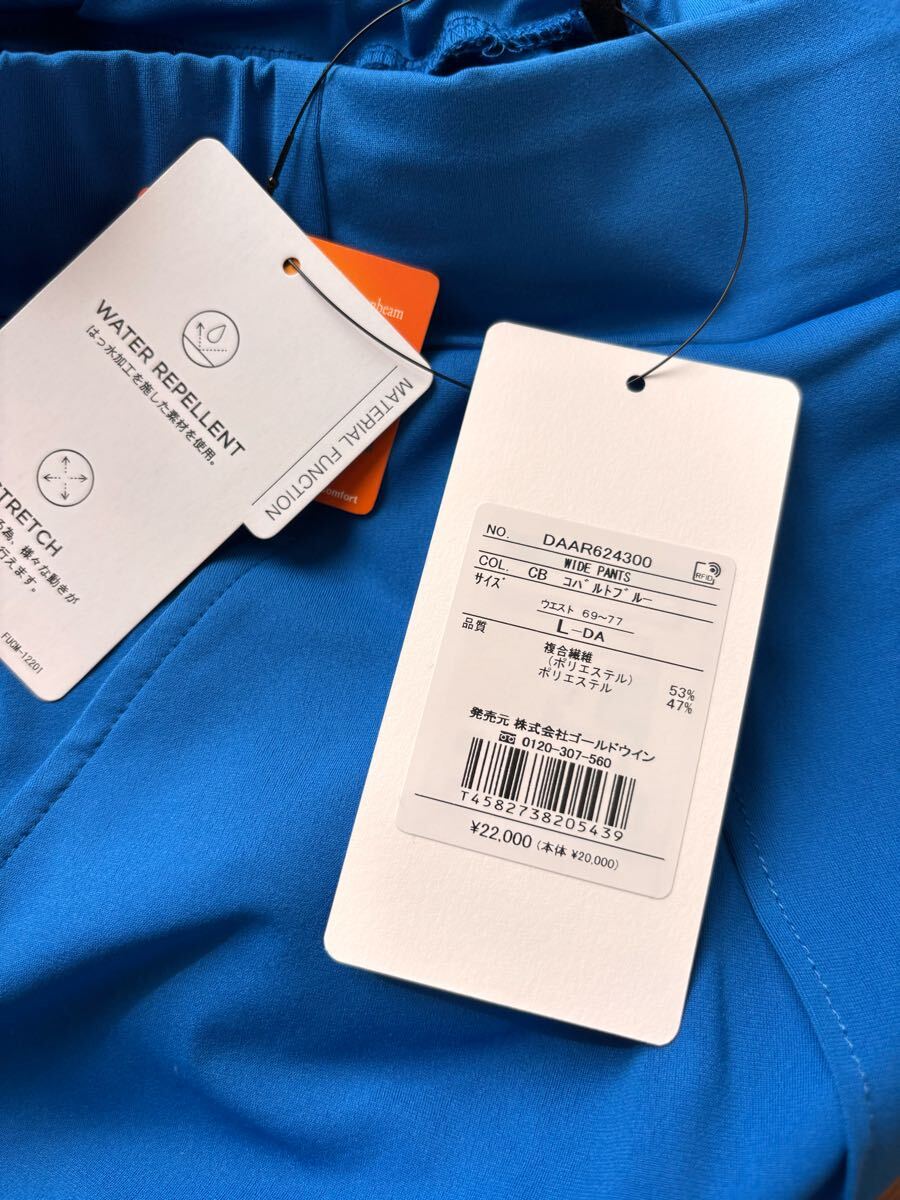 MATERIAL FUNCTION
WATER REPELLENT
はっ水加工を施した素材を使用。
STRETCH
る為、様々な動きが
行えます。
FUCM-12201
nbeam
comfort
NO. DAAR624300
WIDE PANTS
RFID
COL. CB コバルトブルー
サイズ
ウエスト 69~77
L-DA
品質
複合繊維
(ポリエステル) 53%
ポリエステル 47%
発売元 株式会社ゴールドウイン
0120-307-560
T4582738205439
¥22,000 (本体 ¥20,000)